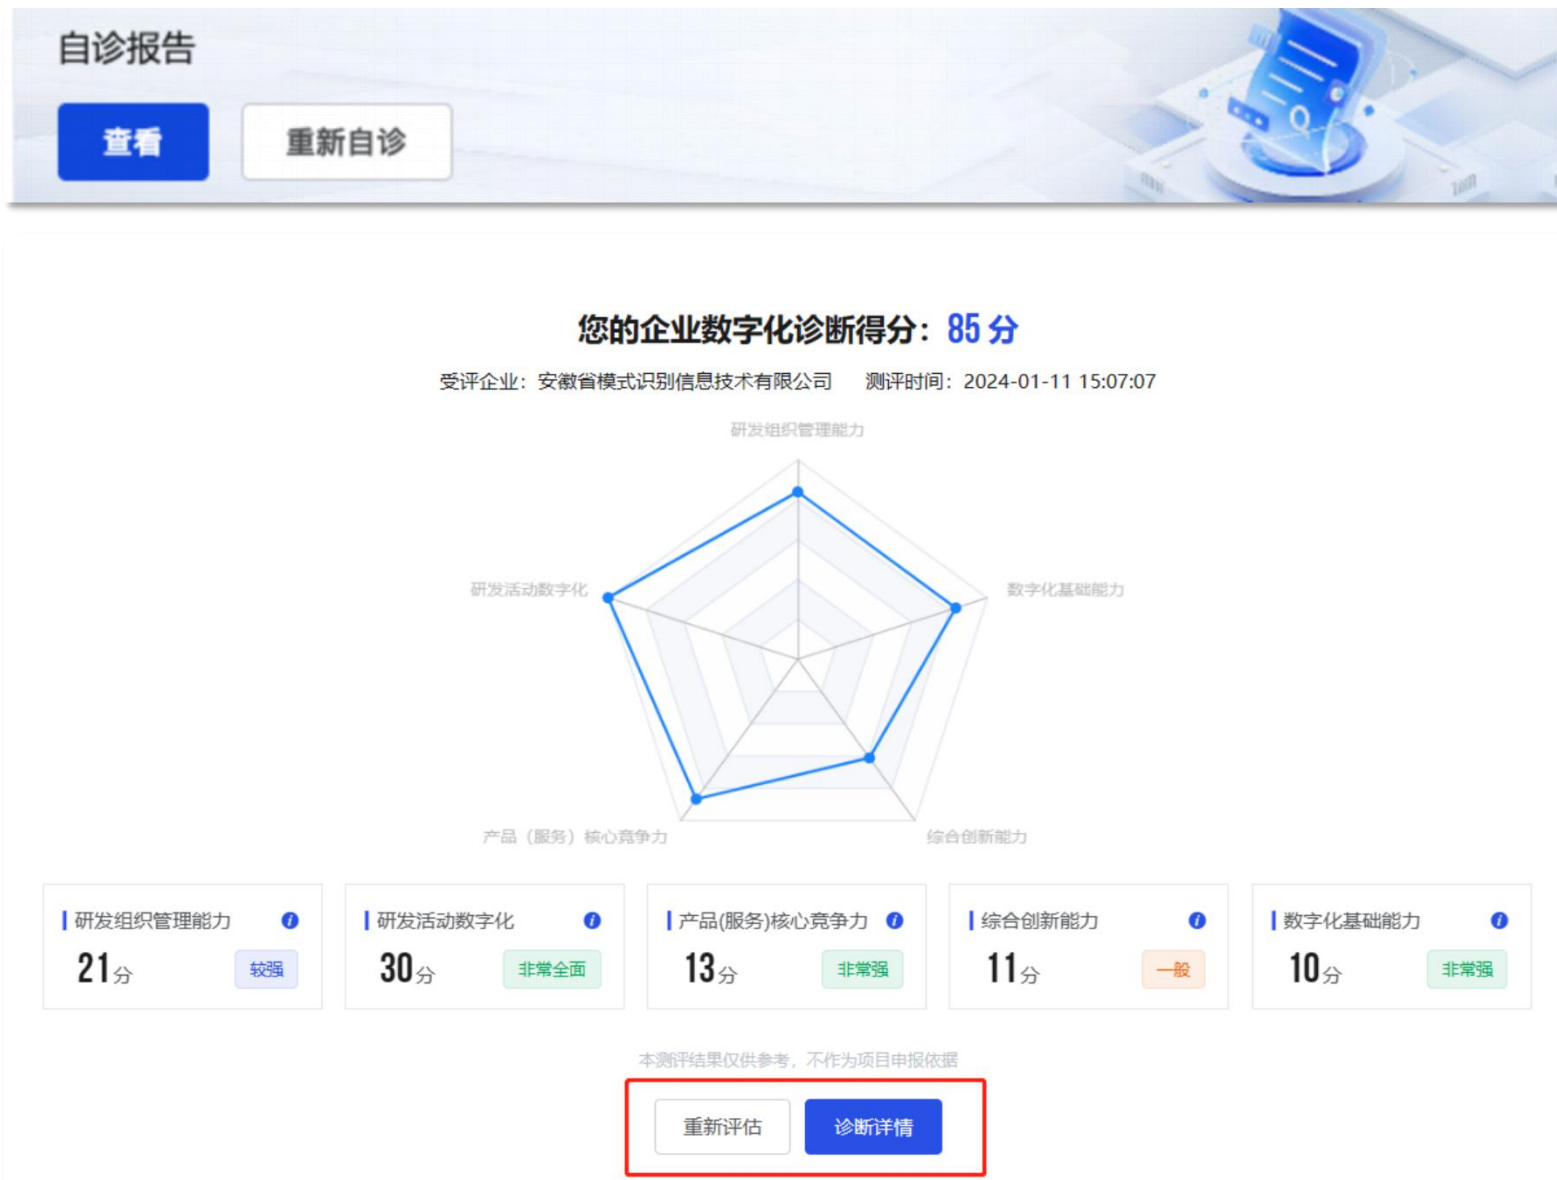 自诊报告
查看 重新自诊
您的企业数字化诊断得分：85 分
受评企业：安徽省模式识别信息技术有限公司 测评时间：2024-01-11 15:07:07
研发组织管理能力
研发活动数字化 数字化基础能力
产品（服务）核心竞争力 综合创新能力
研发组织管理能力 研发活动数字化 产品(服务)核心竞争力 综合创新能力 数字化基础能力
21分 较强 30分 非常全面 13分 非常强 11分 一般 10分 非常强
本测评结果仅供参考，不作为项目申报依据
重新评估 诊断详情